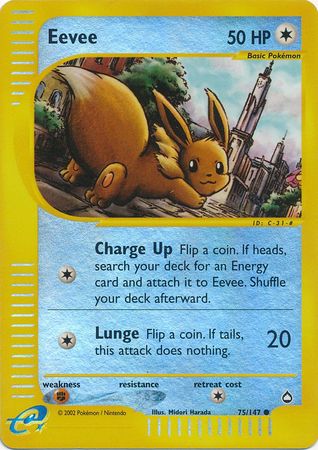 Eevee 50 HP
Basic Pokémon
ID: C-31-#
Charge Up Flip a coin. If heads,
search your deck for an Energy
card and attach it to Eevee. Shuffle
your deck afterward.
Lunge Flip a coin. If tails,
this attack does nothing. 20
weakness resistance retreat cost
e
© 2002 Pokémon / Nintendo Illus. Midori Harada 75/147